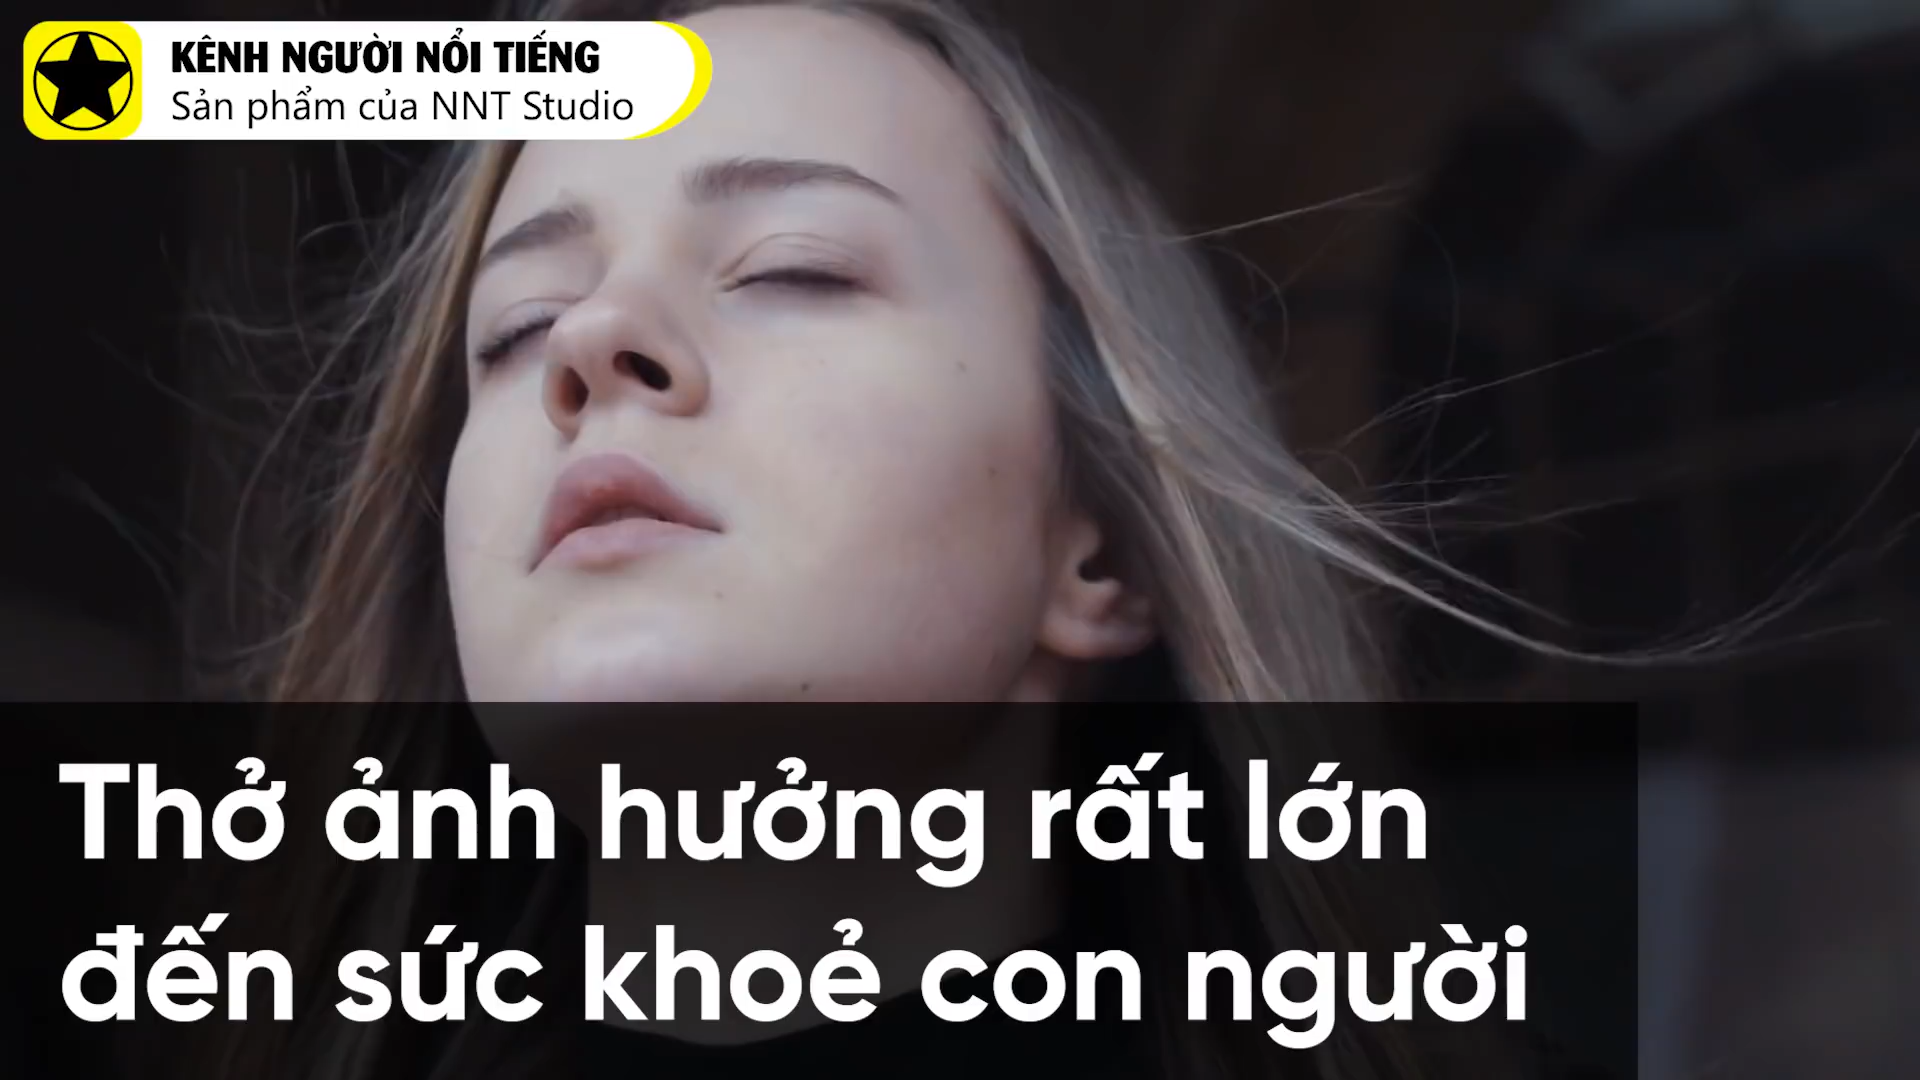 KÊNH NGƯỜI NỔI TIẾNG
Sản phẩm của NNT Studio
Thở ảnh hưởng rất lớn
đến sức khoẻ con người